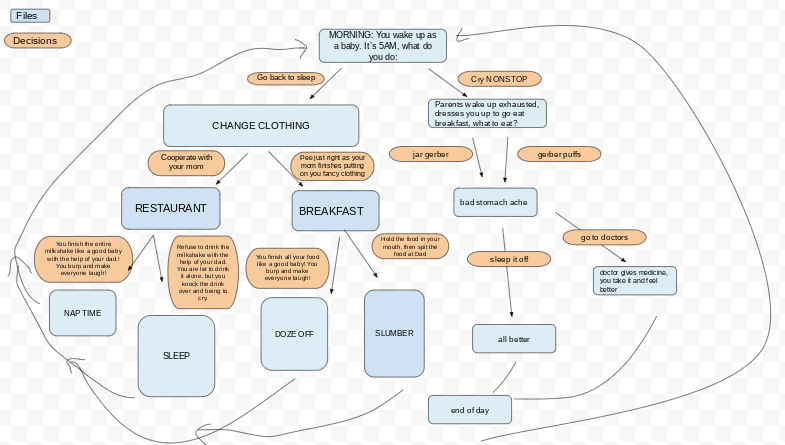 Files
Decisions
MORNING: You wake up as
a baby. It's 5AM, what do
you do:
Go back to sleep
Cry NONSTOP
CHANGE CLOTHING
Parents wake up exhausted,
dresses you up to go eat
breakfast, what to eat?
Cooperate with
your mom
Pee just right as your
mom finishes putting
on you fancy clothing
jar gerber
gerber puffs
RESTAURANT
BREAKFAST
bad stomach ache
You finish the entire
milkshake like a good baby
with the help of your dad!
You burp and make
everyone laugh!
Refuse to drink the
milkshake with the
help of your dad.
You are let to drink
it alone, but you
knock the drink
over and being to
cry.
You finish all your food
like a good baby! You
burp and make
everyone laugh!
Hold the food in your
mouth, then spit the
food at Dad
go to doctors
sleep it off
doctor gives medicine,
you take it and feel
better
NAP TIME
SLEEP
DOZE OFF
SLUMBER
all better
end of day